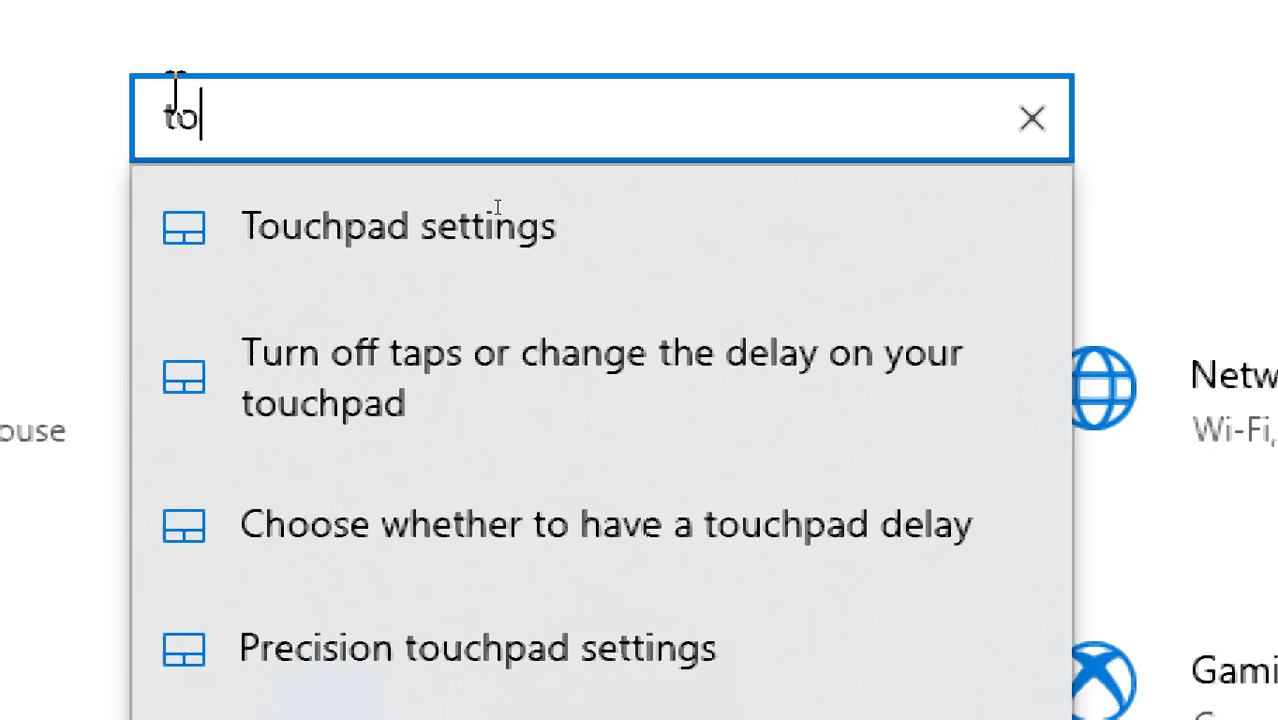 to
Touchpad settings
Turn off taps or change the delay on your
touchpad
Choose whether to have a touchpad delay
Precision touchpad settings
ouse
Netw
Wi-Fi,
Gami